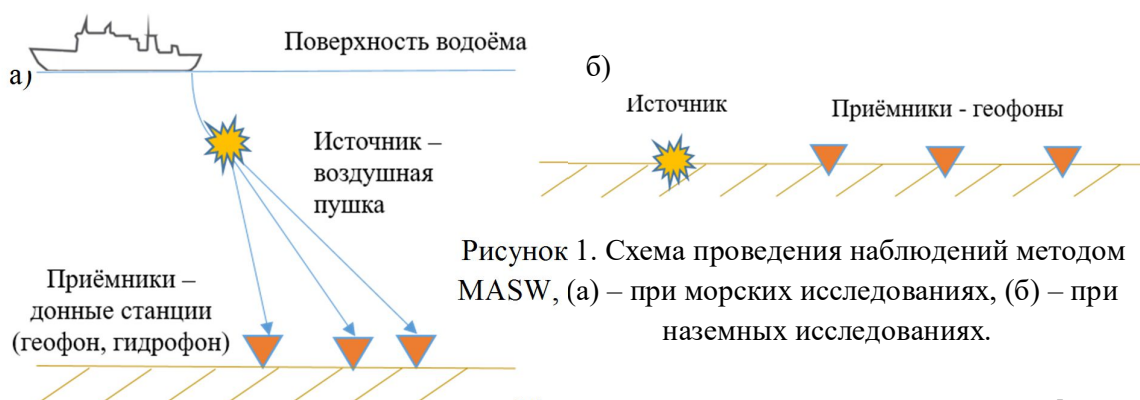 а)
Поверхность водоёма
Источник –
воздушная
пушка
Приёмники –
донные станции
(геофон, гидрофон)
б)
Источник
Приёмники - геофоны
Рисунок 1. Схема проведения наблюдений методом
MASW, (а) – при морских исследованиях, (б) – при
наземных исследованиях.